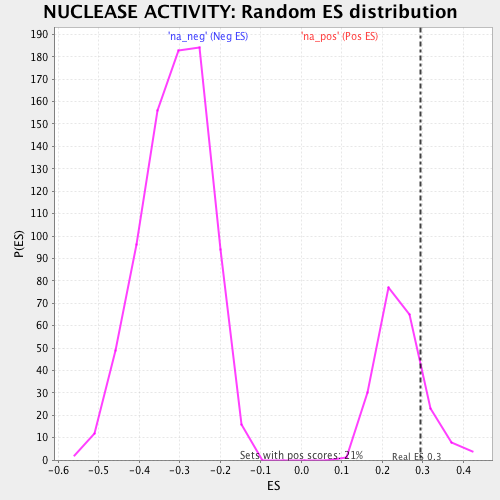 NUCLEASE ACTIVITY: Random ES distribution
'na_neg' (Neg ES) 'na_pos' (Pos ES)
190
180
170
160
150
140
130
120
110
100
90
80
70
60
50
40
30
20
10
0
P(ES)
Sets with pos scores: 21%
Real ES 0.3
-0.6 -0.5 -0.4 -0.3 -0.2 -0.1 0.0 0.1 0.2 0.3 0.4
ES